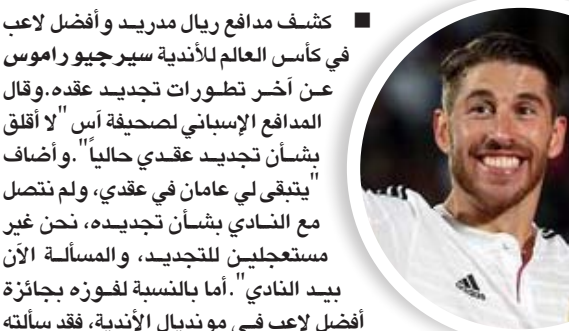 ■ كشف مدافع ريال مدريد وأفضل لاعب
في كأس العالم للأندية سيرجيو راموس
عن آخر تطورات تجديد عقده.وقال
المدافع الإسباني لصحيفة آس "لا أقلق
بشأن تجديد عقدي حالياً".وأضاف
"يتبقى لي عامان في عقدي، ولم نتصل
مع النادي بشأن تجديده، نحن غير
مستعجلين للتجديد، والمسألة الآن
بيد النادي".أما بالنسبة لفوزه بجائزة
أفضل لاعب في مونديال الأندية، فقد سألته
adidas